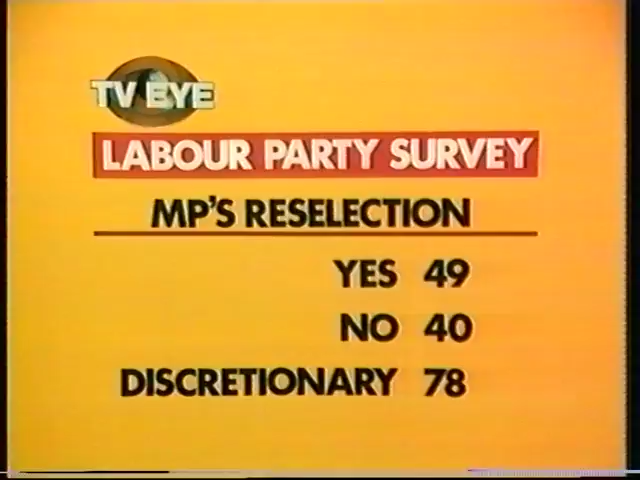 TV EYE
LABOUR PARTY SURVEY
MP'S RESELECTION
YES 49
NO 40
DISCRETIONARY 78